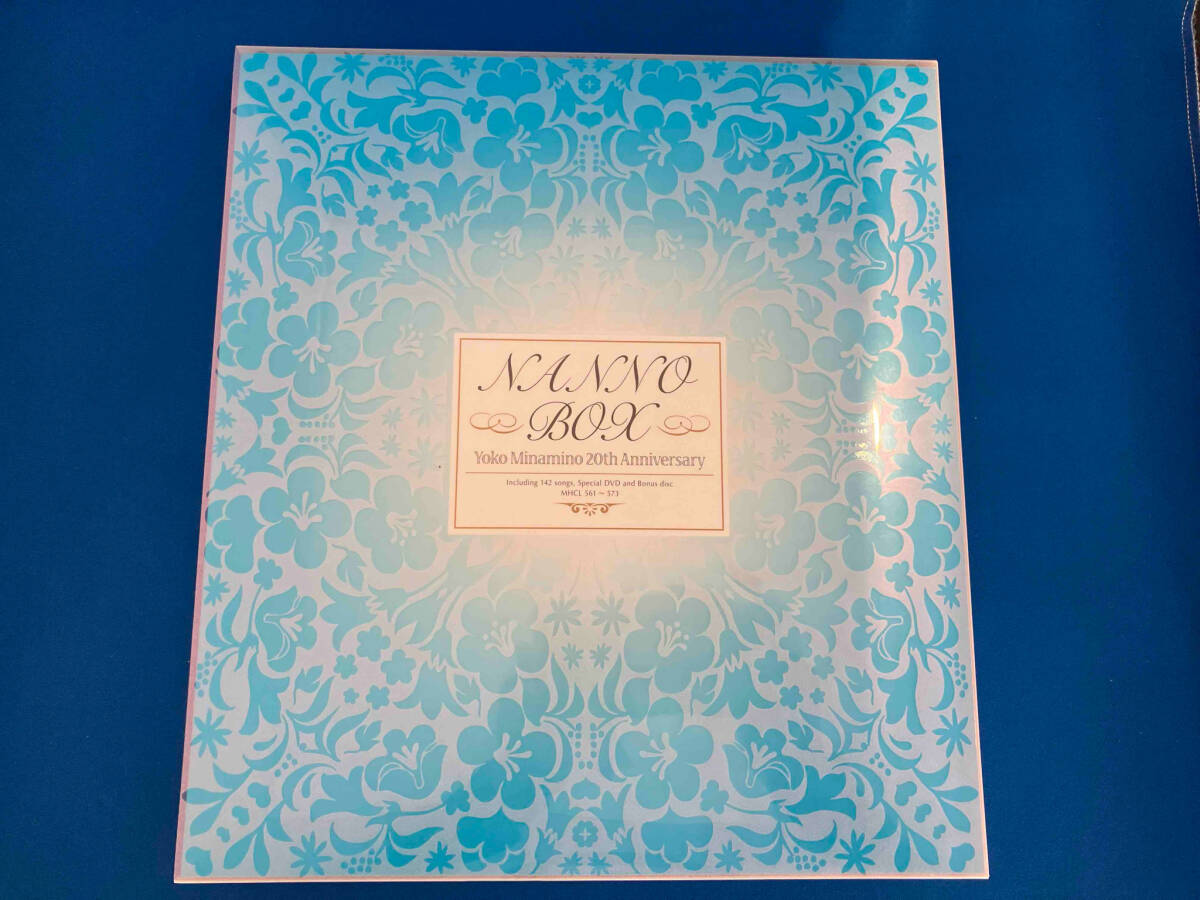 NANNO
BOX
Yoko Minamino 20th Anniversary
Including 142 songs, Special DVD and Bonus disc
MHCL 561~573